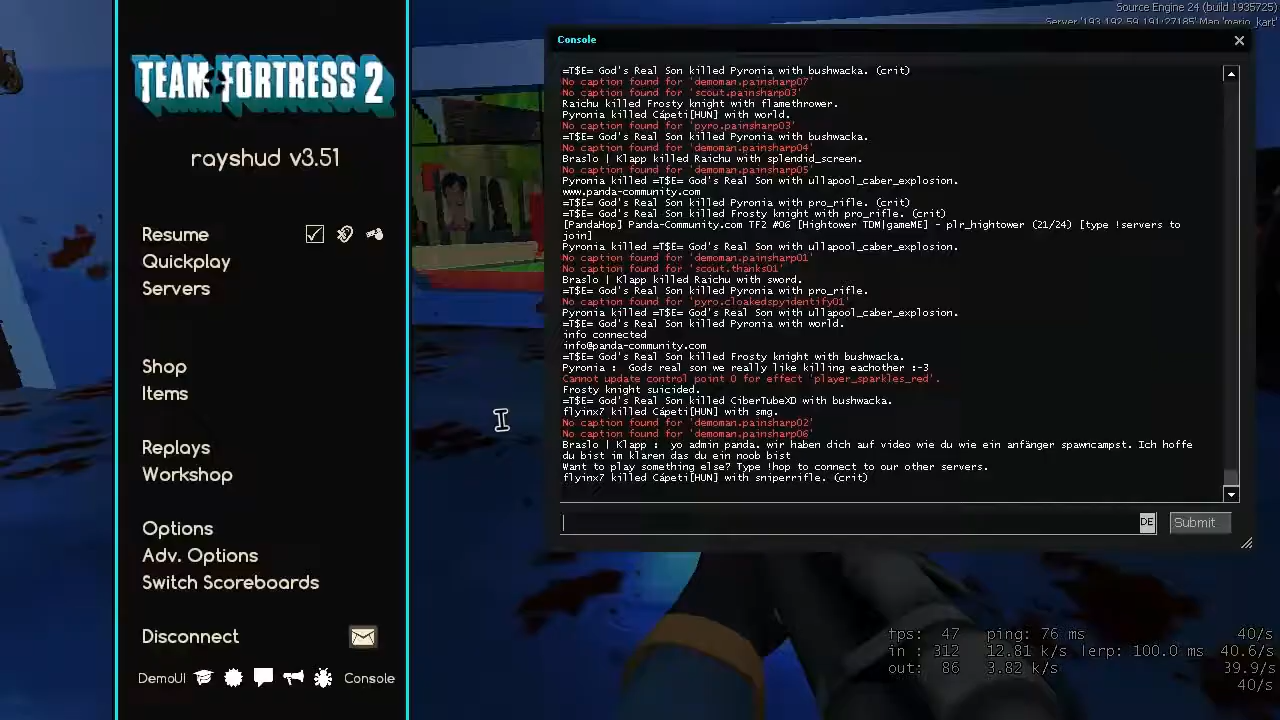 Source Engine 24 (build 1935725)
Server '193.192.59.191:27185' Map 'mario_kart'
TEAM FORTRESS 2
rayshud v3.51
Resume
Quickplay
Servers
Shop
Items
Replays
Workshop
Options
Adv. Options
Switch Scoreboards
Disconnect
DemoUI
Console
Console
=T$E= God's Real Son killed Pyronia with bushwacka. (crit)
No caption found for 'demoman.painsharp07'
No caption found for 'scout.painsharp03'
Raichu killed Frosty knight with flamethrower.
Pyronia killed Cápeti[HUN] with world.
No caption found for 'pyro.painsharp03'
=T$E= God's Real Son killed Pyronia with bushwacka.
No caption found for 'demoman.painsharp04'
Braslo | Klapp killed Raichu with splendid_screen.
No caption found for 'demoman.painsharp05
Pyronia killed =T$E= God's Real Son with ullapool_caber_explosion.
www.panda-community.com
=T$E= God's Real Son killed Pyronia with pro_rifle. (crit)
=T$E= God's Real Son killed Frosty knight with pro_rifle. (crit)
[PandaHop] Panda-Community.com TF2 #06 [Hightower TDM|gameME] - plr_hightower (21/24) [type !servers to
join]
Pyronia killed =T$E= God's Real Son with ullapool_caber_explosion.
No caption found for 'demoman.painsharp01'
No caption found for 'scout.thanks01'
Braslo | Klapp killed Raichu with sword.
=T$E= God's Real Son killed Pyronia with pro_rifle.
No caption found for 'pyro.cloakedspyidentify01'
Pyronia killed =T$E= God's Real Son with ullapool_caber_explosion.
=T$E= God's Real Son killed Pyronia with world.
info connected
info@panda-community.com
=T$E= God's Real Son killed Frosty knight with bushwacka.
Pyronia :  Gods real son we really like killing eachother :-3
Cannot update control point 0 for effect 'player_sparkles_red'.
Frosty knight suicided.
=T$E= God's Real Son killed CiberTubeXD with bushwacka.
flyinx7 killed Cápeti[HUN] with smg.
No caption found for 'demoman.painsharp02'
No caption found for 'demoman.painsharp06'
Braslo | Klapp :  yo admin panda. wir haben dich auf video wie du wie ein anfänger spawncampst. Ich hoffe
du bist im klaren das du ein noob bist
Want to play something else? Type !hop to connect to our other servers.
flyinx7 killed Cápeti[HUN] with sniperrifle. (crit)
DE
Submit
fps: 47 ping: 76 ms 40/s
in : 312 12.81 k/s lerp: 100.0 ms 40.6/s
out: 86 3.82 k/s 39.9/s
40/s